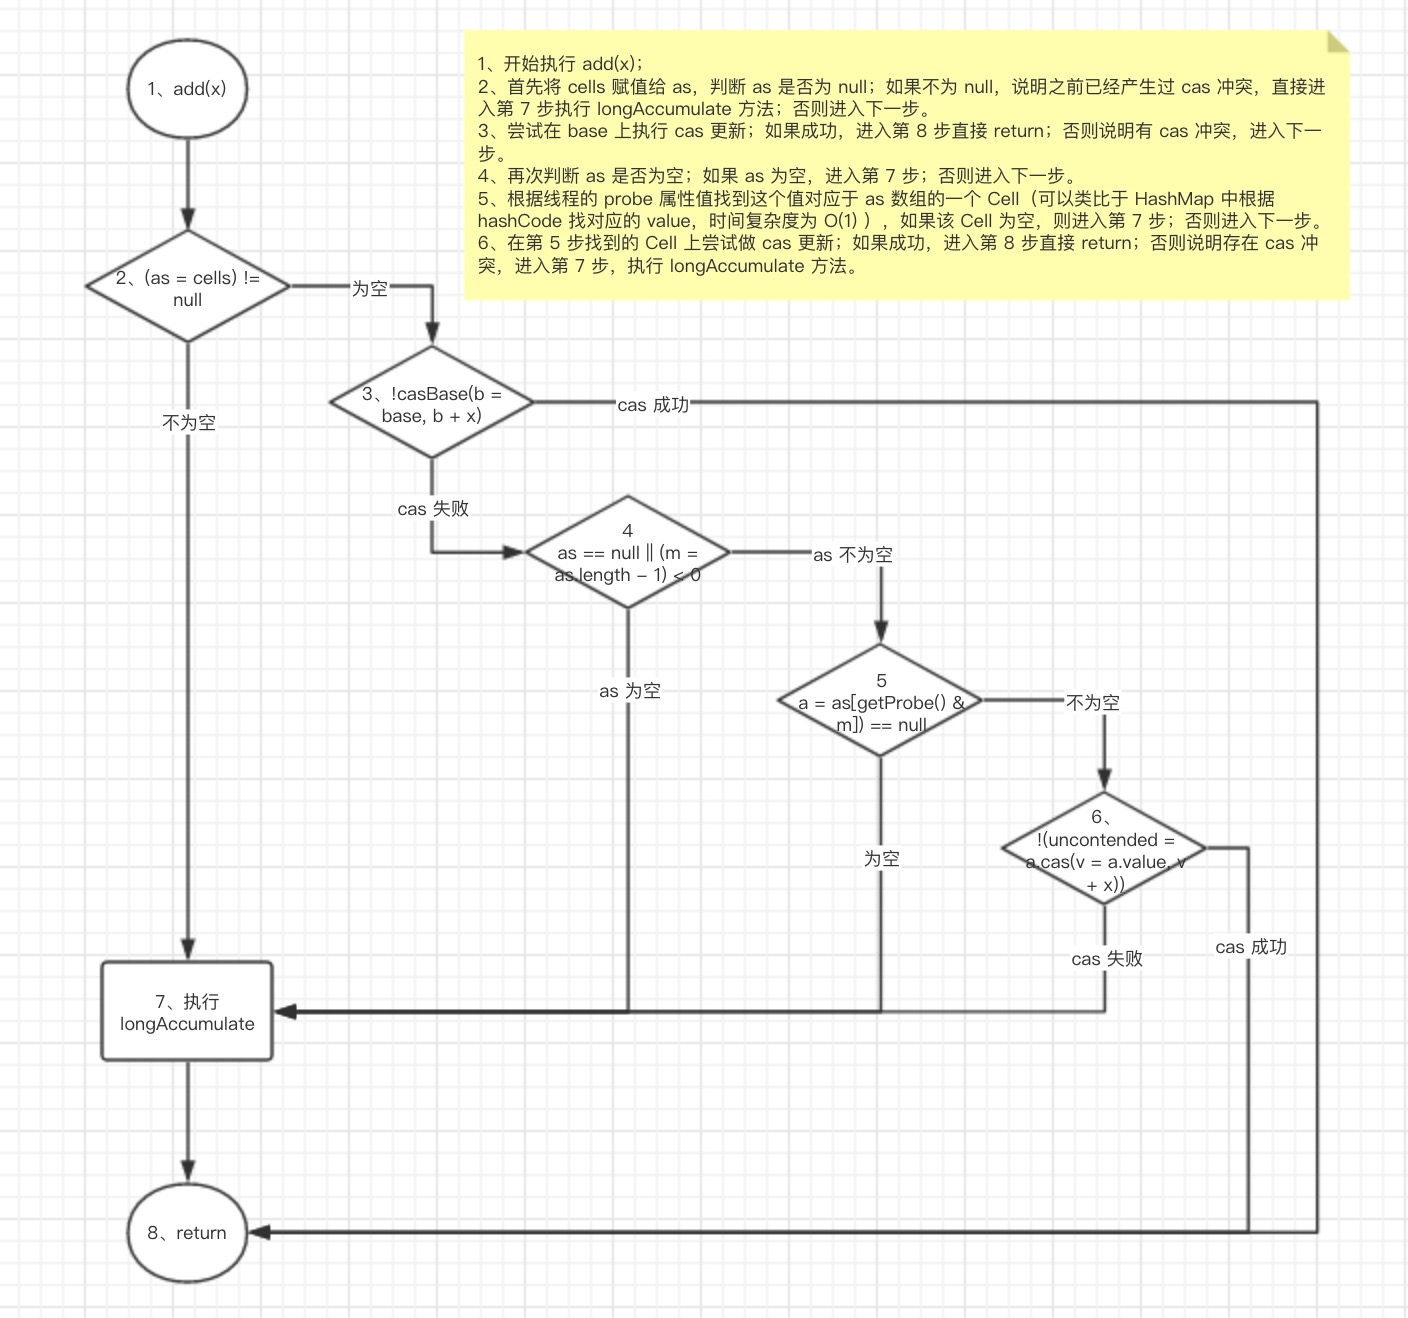 1、add(x)
1、开始执行 add(x)；
2、首先将 cells 赋值给 as，判断 as 是否为 null；如果不为 null，说明之前已经产生过 cas 冲突，直接进
入第 7 步执行 longAccumulate 方法；否则进入下一步。
3、尝试在 base 上执行 cas 更新；如果成功，进入第 8 步直接 return；否则说明有 cas 冲突，进入下一
步。
4、再次判断 as 是否为空；如果 as 为空，进入第 7 步；否则进入下一步。
5、根据线程的 probe 属性值找到这个值对应于 as 数组的一个 Cell（可以类比于 HashMap 中根据
hashCode 找对应的 value，时间复杂度为 O(1) ），如果该 Cell 为空，则进入第 7 步；否则进入下一步。
6、在第 5 步找到的 Cell 上尝试做 cas 更新；如果成功，进入第 8 步直接 return；否则说明存在 cas 冲
突，进入第 7 步，执行 longAccumulate 方法。
2、(as = cells) !=
null
为空
不为空
3、!casBase(b =
base, b + x)
cas 成功
cas 失败
4
as == null || (m =
as.length - 1) < 0
as 不为空
as 为空
5
a = as[getProbe() &
m]) == null
不为空
为空
6、
!(uncontended =
a.cas(v = a.value, v
+ x))
cas 失败
cas 成功
7、执行
longAccumulate
8、return